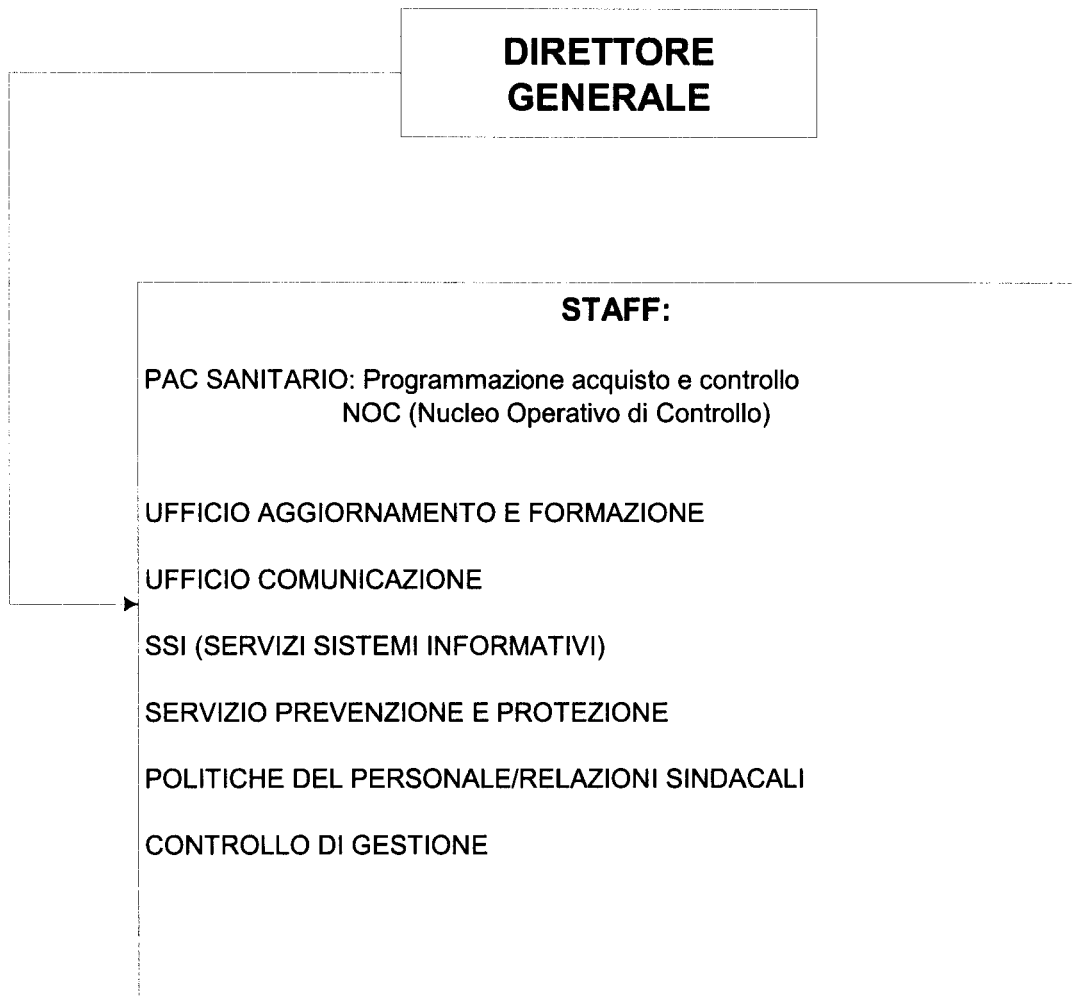 DIRETTORE
GENERALE
STAFF:
PAC SANITARIO: Programmazione acquisto e controllo
NOC (Nucleo Operativo di Controllo)
UFFICIO AGGIORNAMENTO E FORMAZIONE
UFFICIO COMUNICAZIONE
SSI (SERVIZI SISTEMI INFORMATIVI)
SERVIZIO PREVENZIONE E PROTEZIONE
POLITICHE DEL PERSONALE/RELAZIONI SINDACALI
CONTROLLO DI GESTIONE